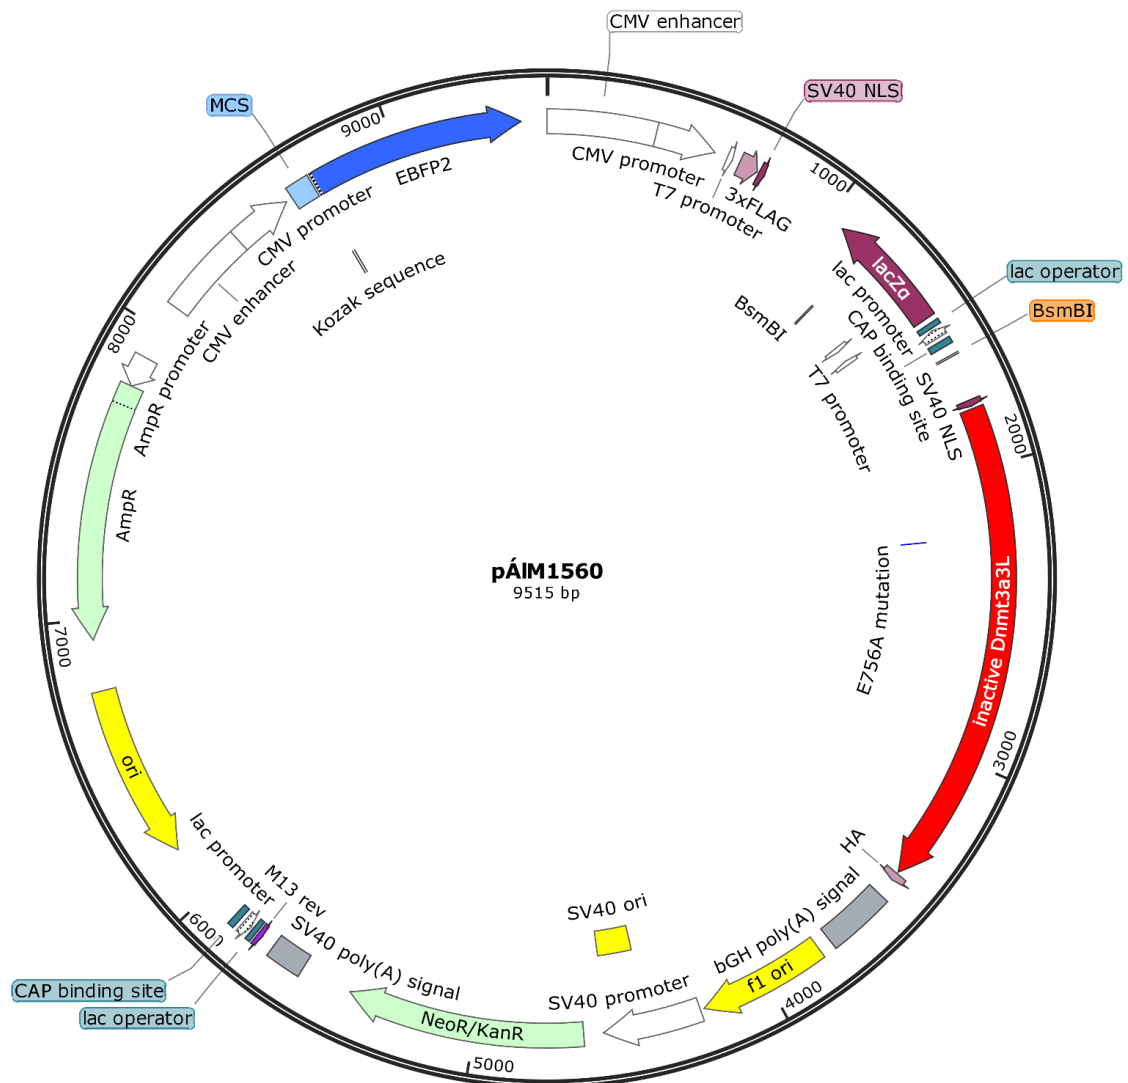 CMV enhancer
SV40 NLS
MCS
9000
EBFP2
CMV promoter
T7 promoter
3xFLAG
1000
lacZα
lac promoter
CAP binding site
lac operator
BsmBI
BsmBI
T7 promoter
SV40 NLS
2000
CMV promoter
CMV enhancer
Kozak sequence
8000
AmpR promoter
AmpR
pÁlM1560
9515 bp
E756A mutation
inactive Dnmt3a3L
3000
7000
ori
HA
bGH poly(A) signal
f1 ori
4000
SV40 ori
SV40 promoter
NeoR/KanR
5000
SV40 poly(A) signal
M13 rev
lac promoter
6000
CAP binding site
lac operator